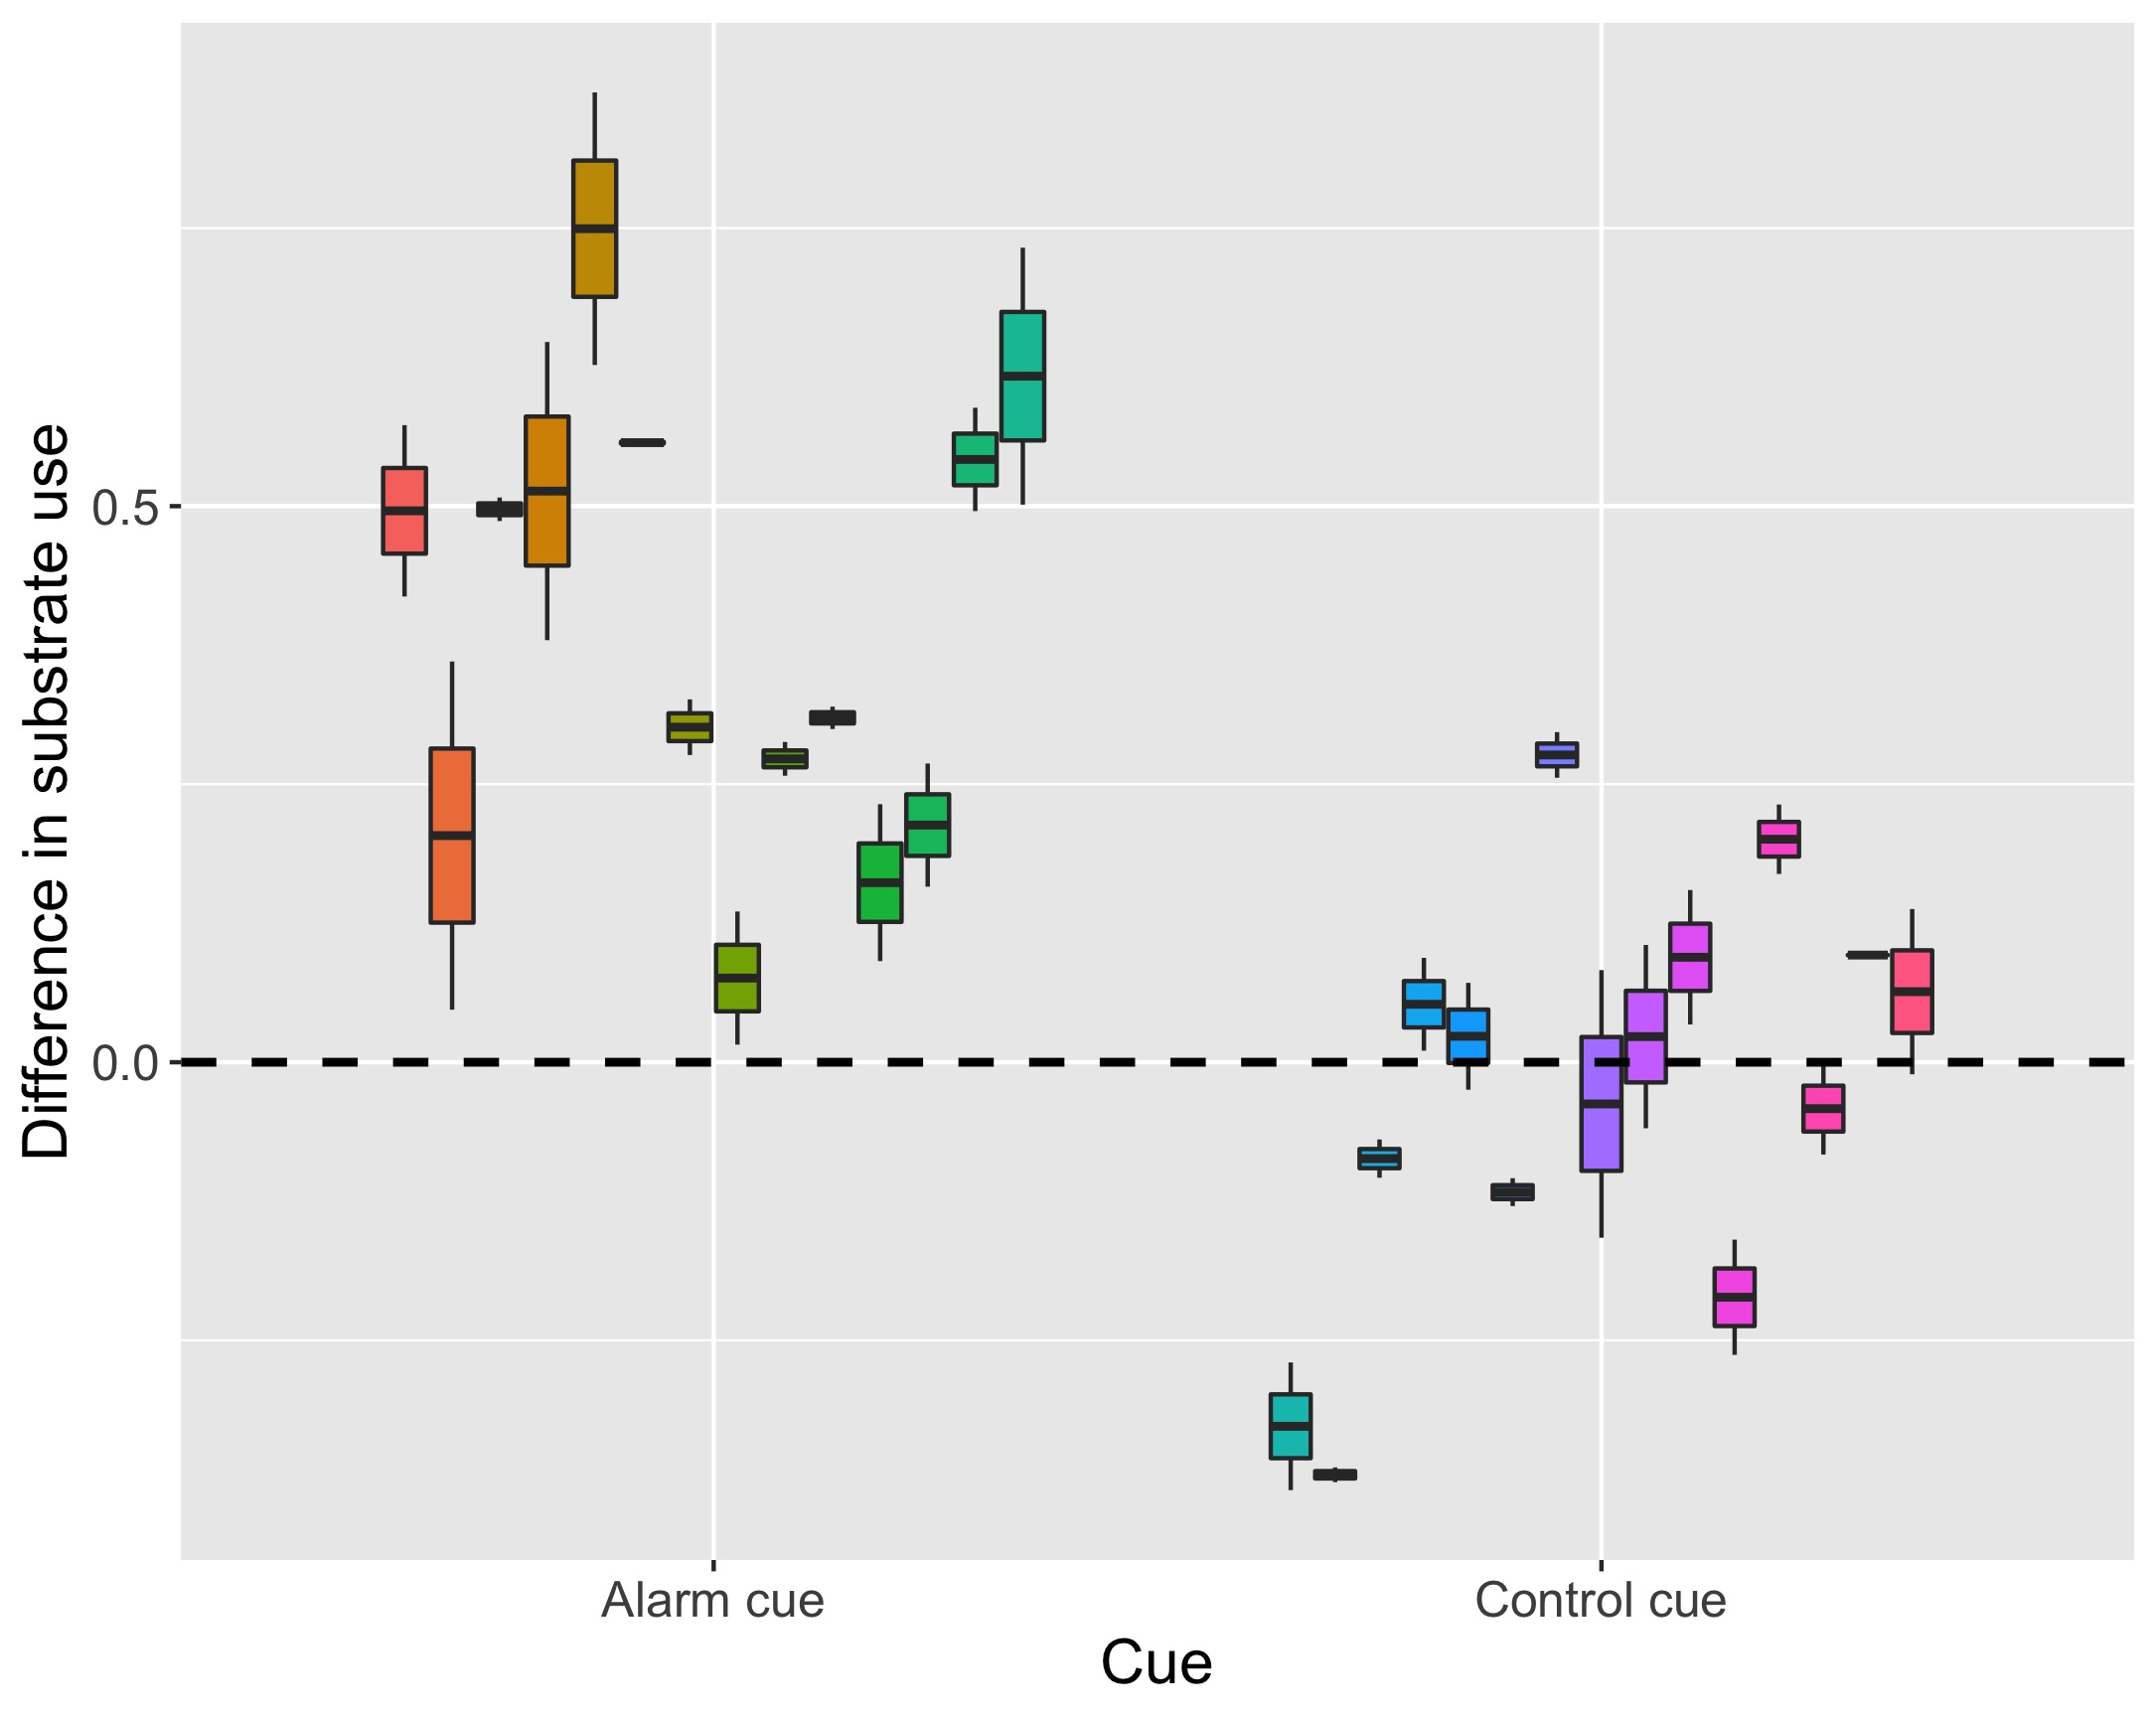 Difference in substrate use
0.5
0.0
Alarm cue
Control cue
Cue